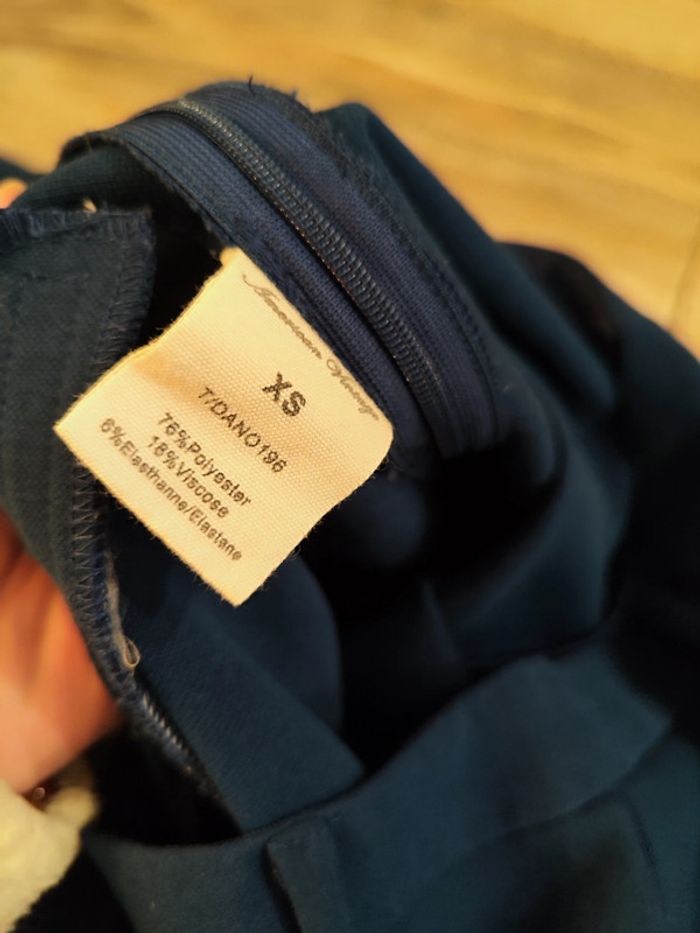 American Vintage
XS
T/DANO196
76%Polyester
18%Viscose
6%Elasthanne/Elastane